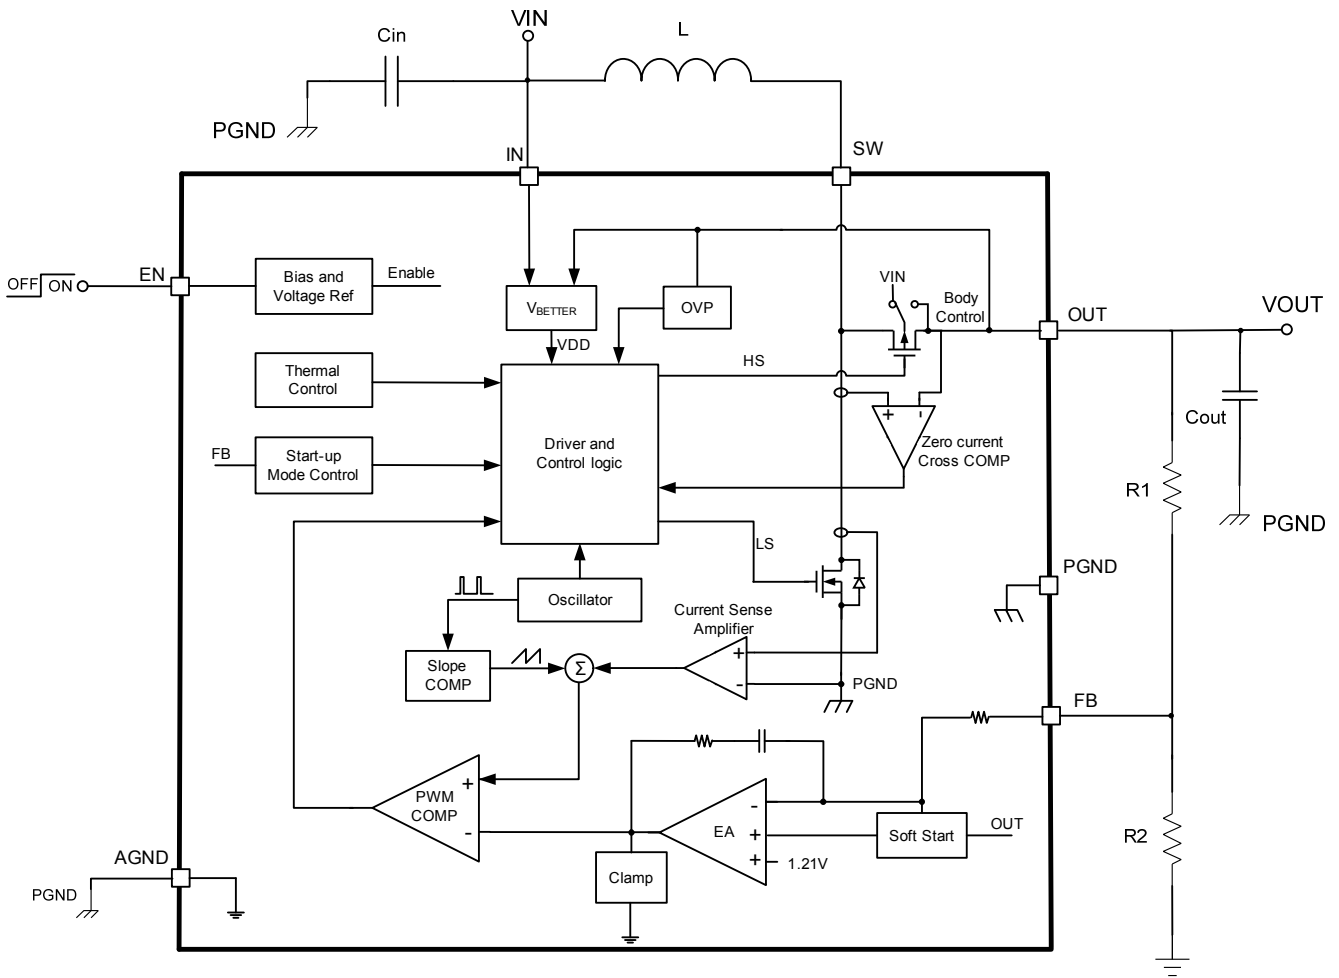 VIN
Cin
L
PGND
IN
SW
OFF
ON
EN
Bias and
Voltage Ref
Enable
VBETTER
VDD
OVP
VIN
Body
Control
OUT
VOUT
Thermal
Control
HS
FB
Start-up
Mode Control
Driver and
Control logic
+
-
Zero current
Cross COMP
Cout
R1
PGND
LS
PGND
Oscillator
Current Sense
Amplifier
Slope
COMP
Σ
+
-
PGND
FB
PWM
COMP
+
-
EA
-
+
+
1.21V
Soft Start
OUT
R2
AGND
PGND
Clamp